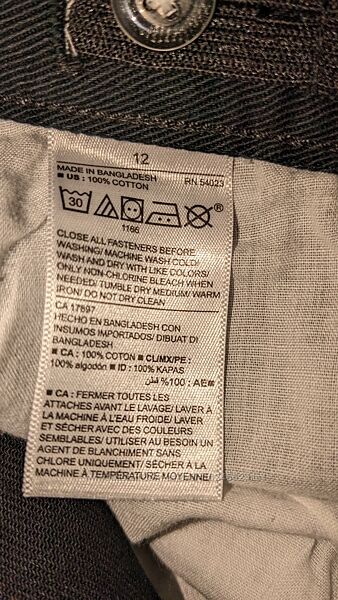 12
MADE IN BANGLADESH
■ US : 100% COTTON RN 54023
30 ®
1166
CLOSE ALL FASTENERS BEFORE
WASHING/ MACHINE WASH COLD/
WASH AND DRY WITH LIKE COLORS/
ONLY NON-CHLORINE BLEACH WHEN
NEEDED/ TUMBLE DRY MEDIUM/ WARM
IRON/ DO NOT DRY CLEAN
CA 17897
HECHO EN BANGLADESH CON
INSUMOS IMPORTADOS/ DIBUAT DI
BANGLADESH
■ CA : 100% COTON ■ CL/MX/PE :
100% algodón ■ ID : 100% KAPAS
■ AE : 100% قطن
■ CA : FERMER TOUTES LES
ATTACHES AVANT LE LAVAGE/ LAVER À
LA MACHINE À L'EAU FROIDE/ LAVER
ET SÉCHER AVEC DES COULEURS
SEMBLABLES/ UTILISER AU BESOIN UN
AGENT DE BLANCHIMENT SANS
CHLORE UNIQUEMENT/ SÉCHER À LA
MACHINE À TEMPÉRATURE MOYENNE/